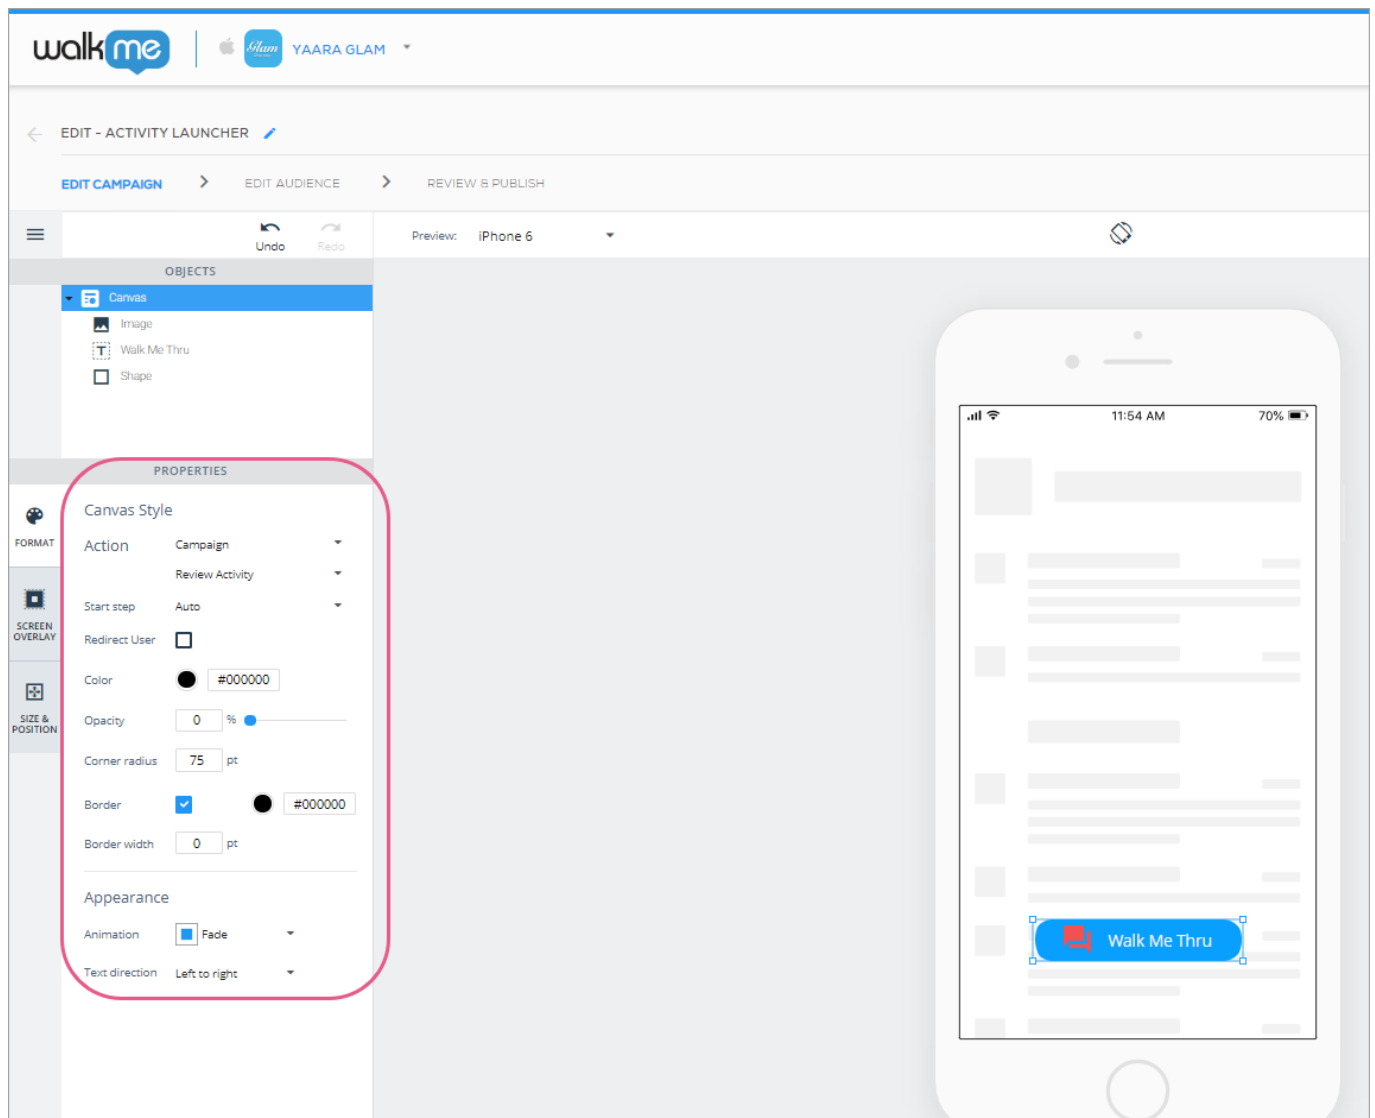 walkme
Glam
YAARA GLAM
EDIT - ACTIVITY LAUNCHER
EDIT CAMPAIGN
EDIT AUDIENCE
REVIEW & PUBLISH
Undo
Redo
Preview: iPhone 6
OBJECTS
Canvas
Image
T Walk Me Thru
Shape
PROPERTIES
FORMAT
SCREEN
OVERLAY
SIZE &
POSITION
Canvas Style
Action Campaign
Review Activity
Start step Auto
Redirect User
Color #000000
Opacity 0 %
Corner radius 75 pt
Border #000000
Border width 0 pt
Appearance
Animation Fade
Text direction Left to right
11:54 AM 70%
Walk Me Thru